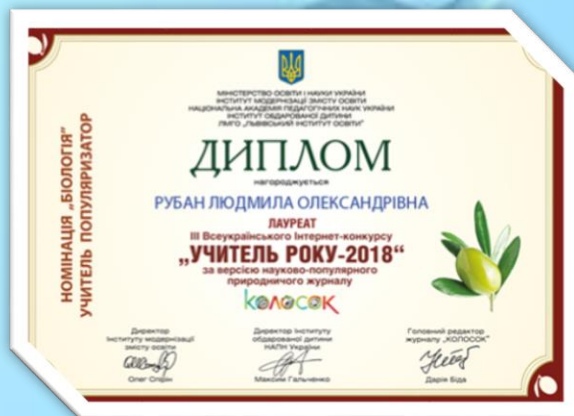 МІНІСТЕРСТВО ОСВІТИ І НАУКИ УКРАЇНИ
ІНСТИТУТ МОДЕРНІЗАЦІЇ ЗМІСТУ ОСВІТИ
НАЦІОНАЛЬНА АКАДЕМІЯ ПЕДАГОГІЧНИХ НАУК УКРАЇНИ
ІНСТИТУТ ОБДАРОВАНОЇ ДИТИНИ
ЛМГО „ЛЬВІВСЬКИЙ ІНСТИТУТ ОСВІТИ"
ДИПЛОМ
нагороджується
РУБАН ЛЮДМИЛА ОЛЕКСАНДРІВНА
ЛАУРЕАТ
ІІІ Всеукраїнського Інтернет-конкурсу
„УЧИТЕЛЬ РОКУ-2018“
за версією науково-популярного
природничого журналу
КОЛОСОК
НОМІНАЦІЯ „БІОЛОГІЯ"
УЧИТЕЛЬ ПОПУЛЯРИЗАТОР
Директор
Інституту модернізації
змісту освіти
Олег Спірін
Директор Інституту
обдарованої дитини
НАПН України
Максим Гальченко
Головний редактор
журналу „КОЛОСОК"
Дарія Біда